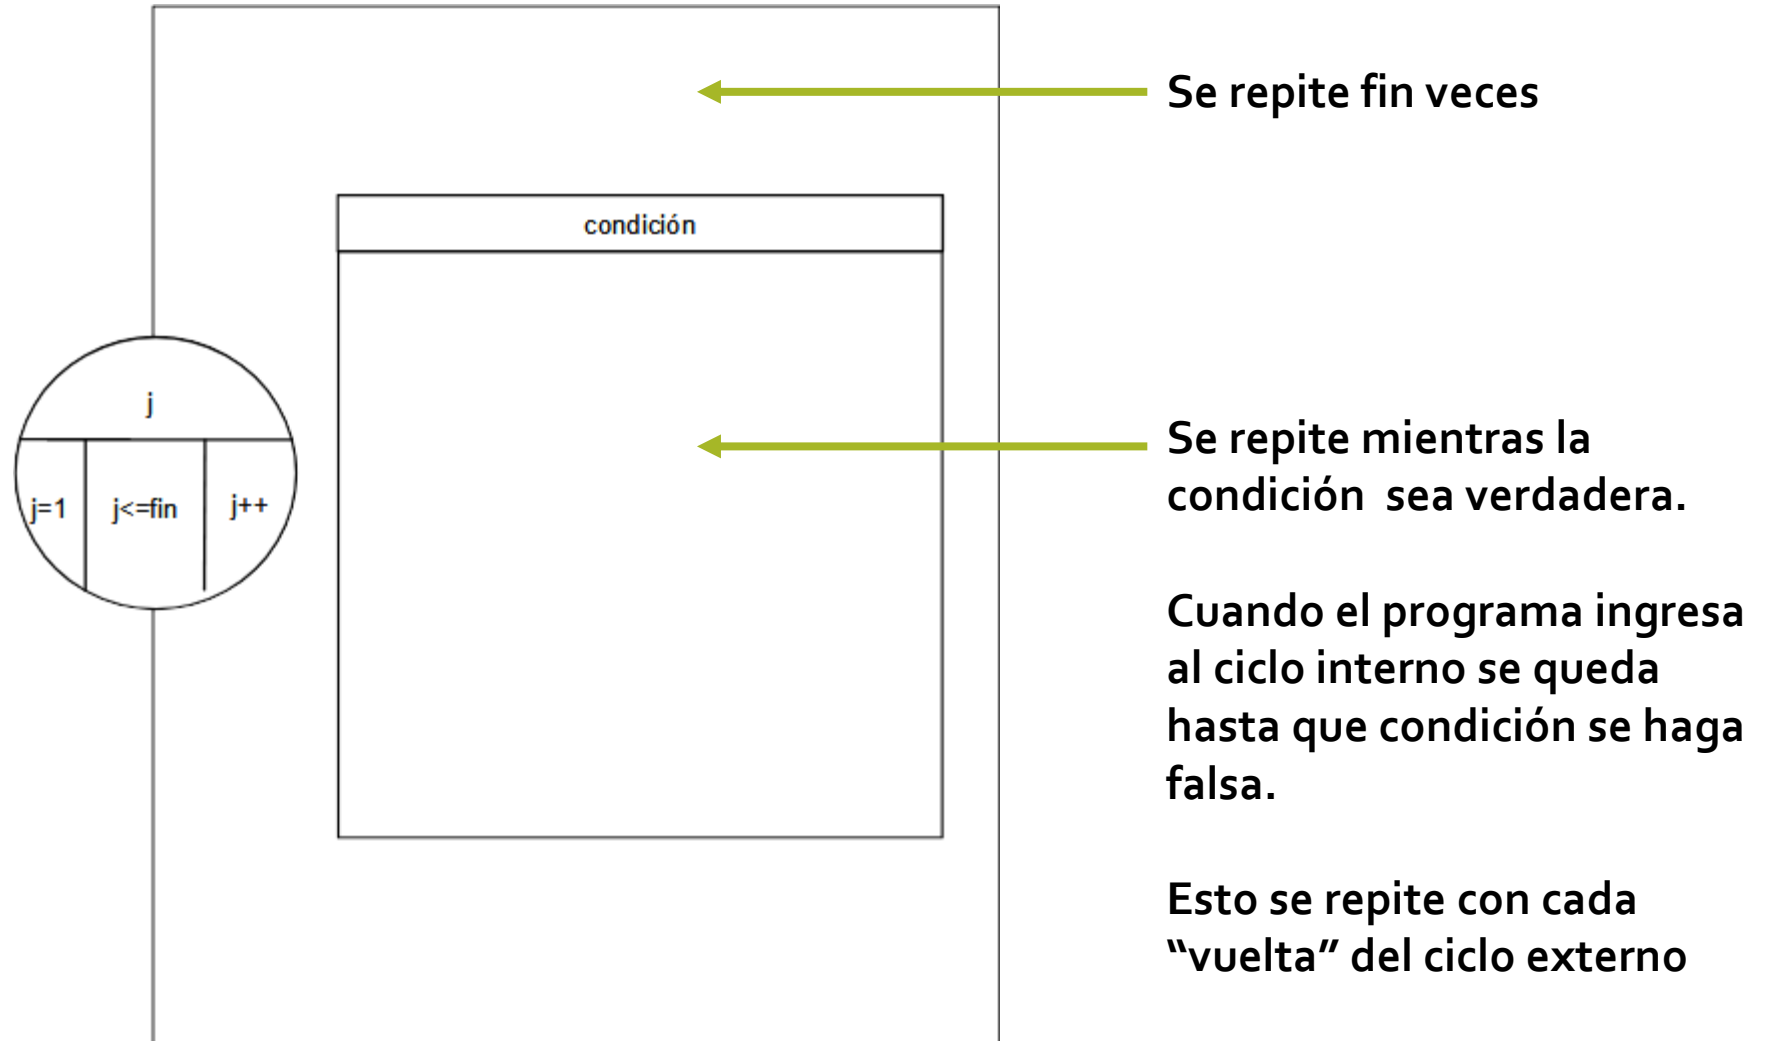 Se repite fin veces
condición
j
j=1 j<=fin j++
Se repite mientras la
condición sea verdadera.
Cuando el programa ingresa
al ciclo interno se queda
hasta que condición se haga
falsa.
Esto se repite con cada
“vuelta” del ciclo externo